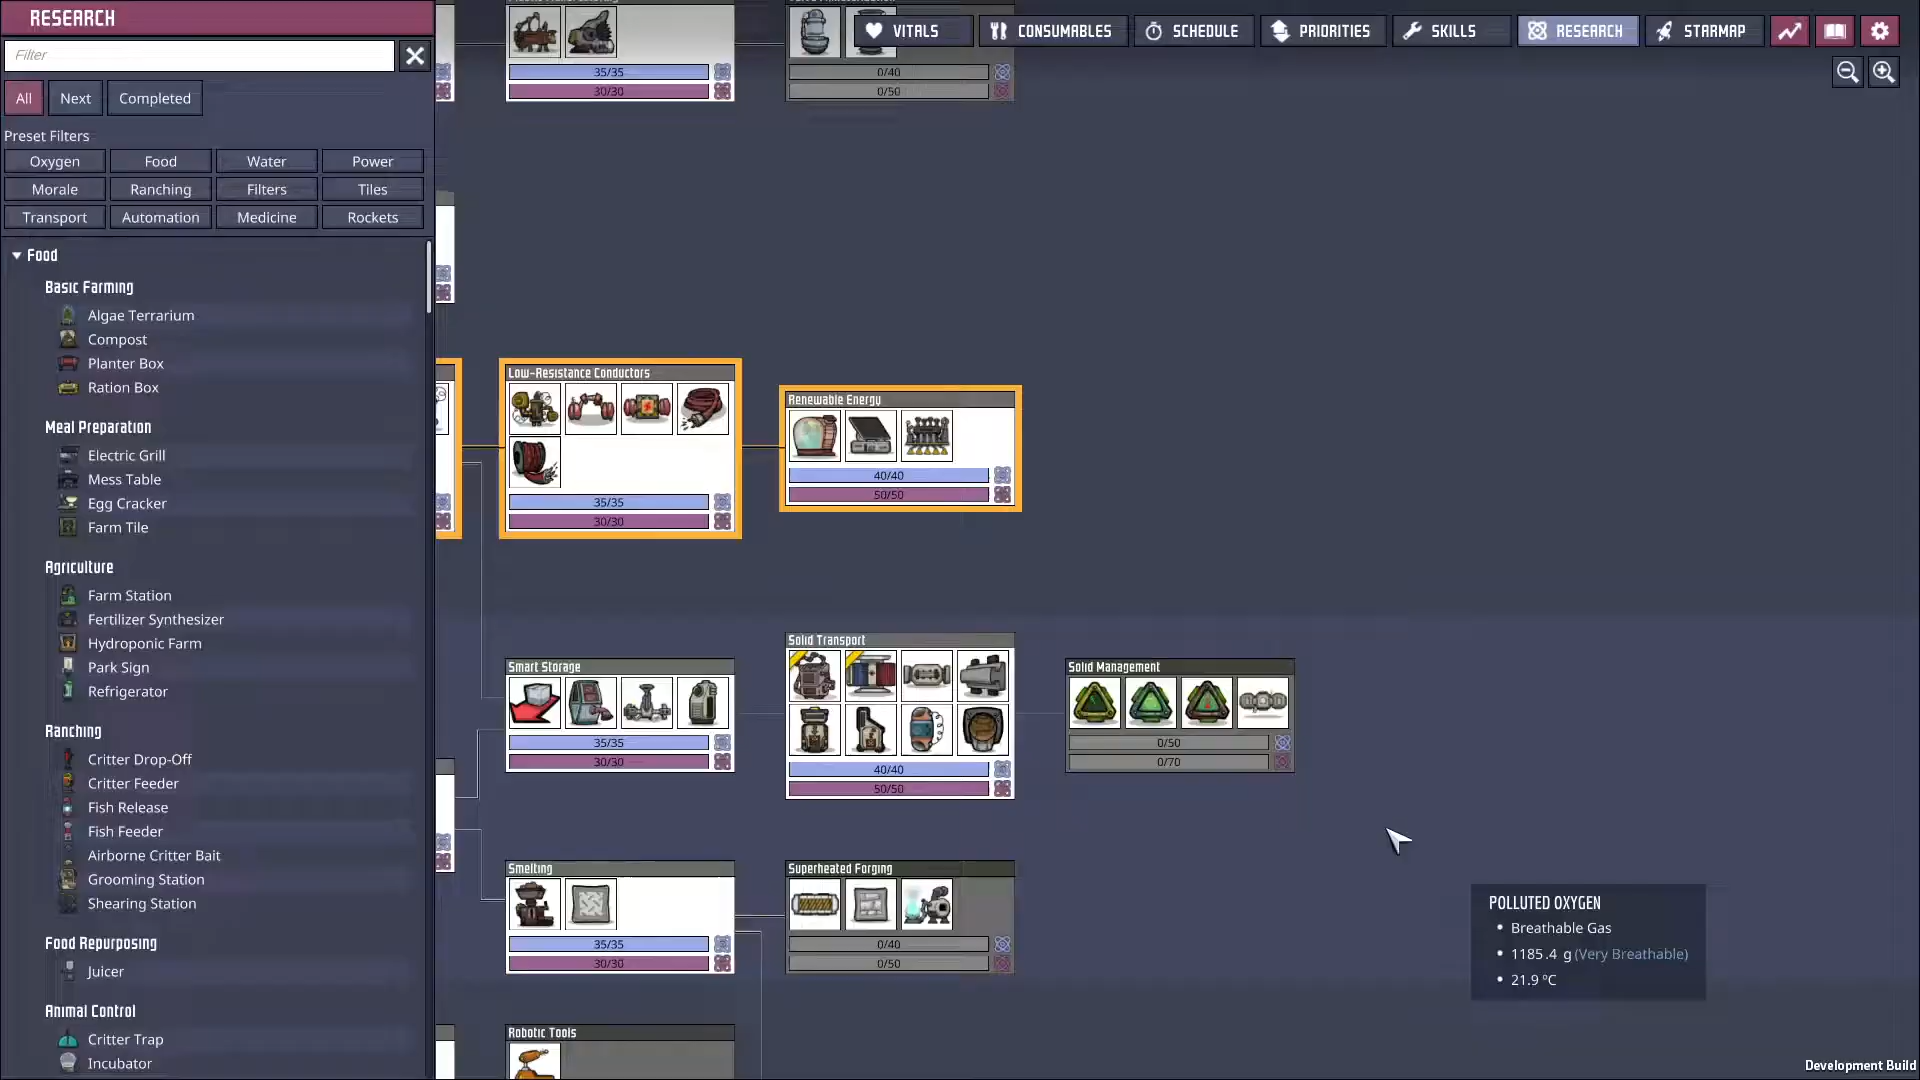 RESEARCH
VITALS
CONSUMABLES
SCHEDULE
PRIORITIES
SKILLS
RESEARCH
STARMAP
Filter
All
Next
Completed
Preset Filters
Oxygen
Food
Water
Power
Morale
Ranching
Filters
Tiles
Transport
Automation
Medicine
Rockets
Food
Basic Farming
Algae Terrarium
Compost
Planter Box
Ration Box
Meal Preparation
Electric Grill
Mess Table
Egg Cracker
Farm Tile
Agriculture
Farm Station
Fertilizer Synthesizer
Hydroponic Farm
Park Sign
Refrigerator
Ranching
Critter Drop-Off
Critter Feeder
Fish Release
Fish Feeder
Airborne Critter Bait
Grooming Station
Shearing Station
Food Repurposing
Juicer
Animal Control
Critter Trap
Incubator
35/35
30/30
0/40
0/50
Low-Resistance Conductors
35/35
30/30
Renewable Energy
40/40
50/50
Smart Storage
35/35
30/30
Solid Transport
40/40
50/50
Solid Management
0/50
0/70
Smelting
35/35
30/30
Superheated Forging
0/40
0/50
Robotic Tools
POLLUTED OXYGEN
• Breathable Gas
• 1185.4 g (Very Breathable)
• 21.9 ºC
Development Build